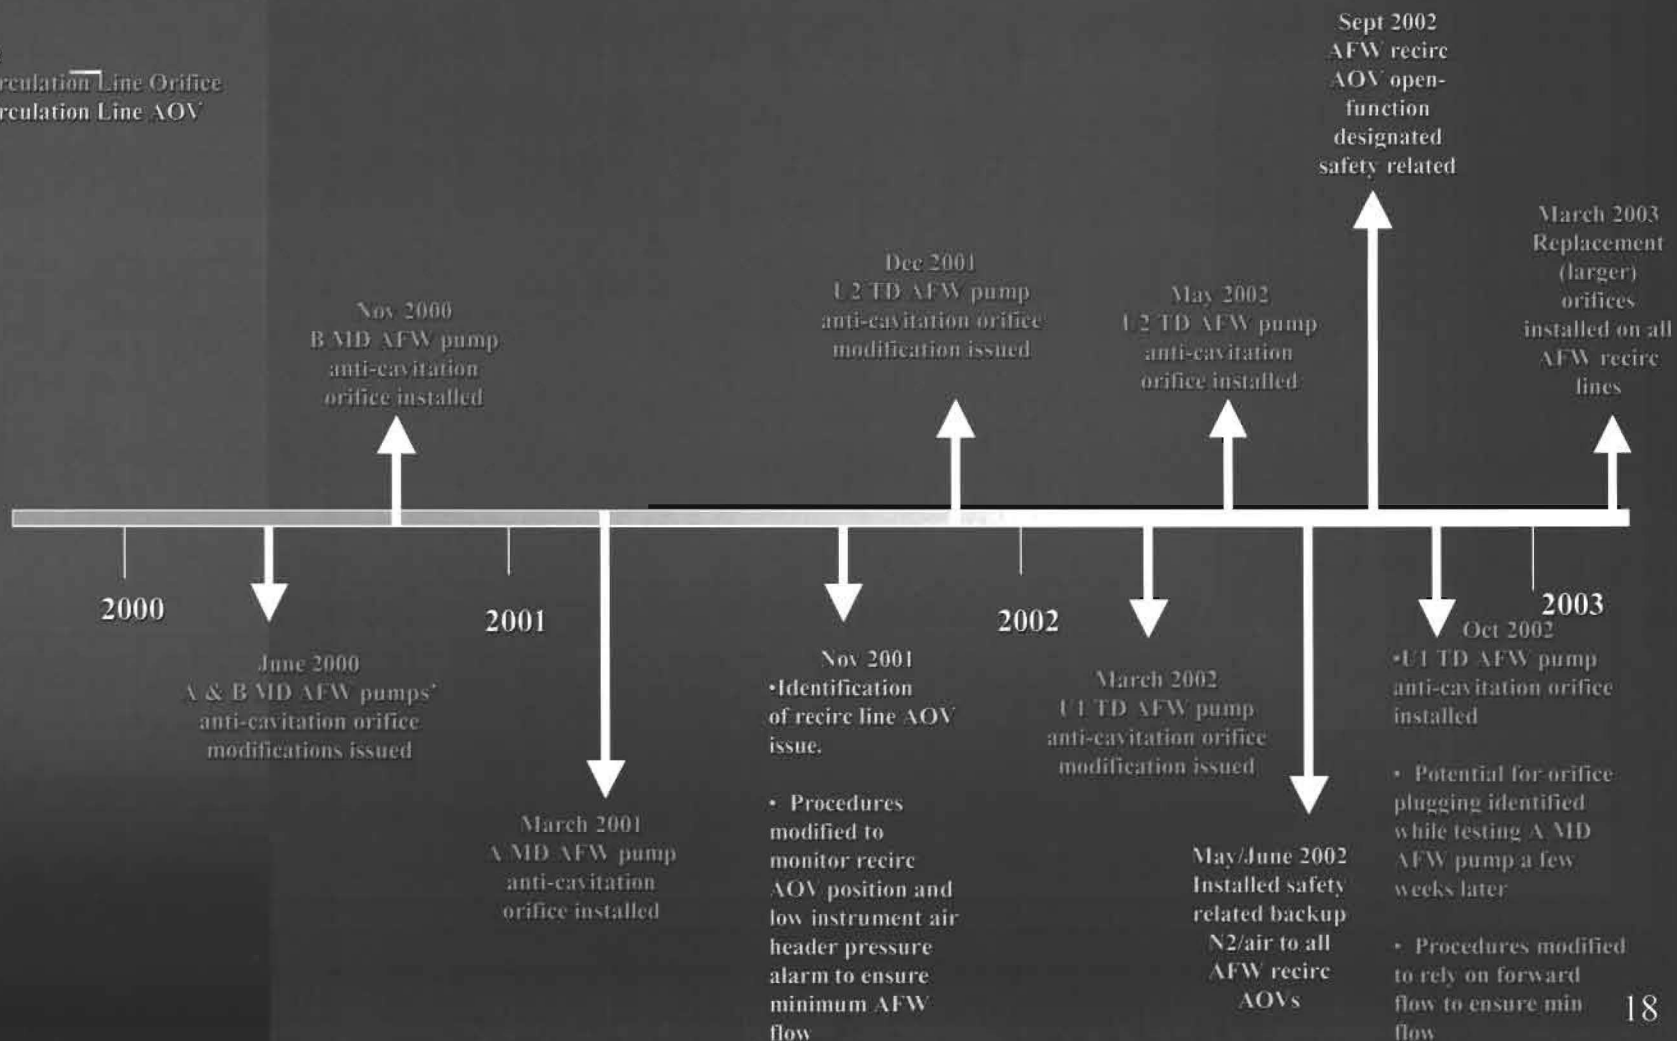 rculation Line Orifice
rculation Line AOV
Sept 2002
AFW recirc
AOV open-
function
designated
safety related
March 2003
Replacement
(larger)
orifices
installed on all
AFW recirc
lines
Dec 2001
U2 TD AFW pump
anti-cavitation orifice
modification issued
May 2002
U2 TD AFW pump
anti-cavitation
orifice installed
Nov 2000
B MD AFW pump
anti-cavitation
orifice installed
2000
2001
2002
2003
June 2000
A & B MD AFW pumps'
anti-cavitation orifice
modifications issued
March 2001
A MD AFW pump
anti-cavitation
orifice installed
Nov 2001
•Identification
of recirc line AOV
issue.
• Procedures
modified to
monitor recirc
AOV position and
low instrument air
header pressure
alarm to ensure
minimum AFW
flow
March 2002
U1 TD AFW pump
anti-cavitation orifice
modification issued
May/June 2002
Installed safety
related backup
N2/air to all
AFW recirc
AOVs
Oct 2002
•U1 TD AFW pump
anti-cavitation orifice
installed
• Potential for orifice
plugging identified
while testing A MD
AFW pump a few
weeks later
• Procedures modified
to rely on forward
flow to ensure min
flow
18